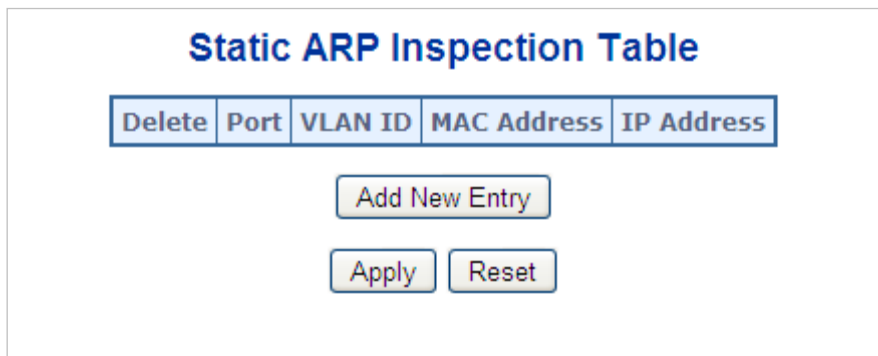 Static ARP Inspection Table
Delete Port VLAN ID MAC Address IP Address
Add New Entry
Apply Reset